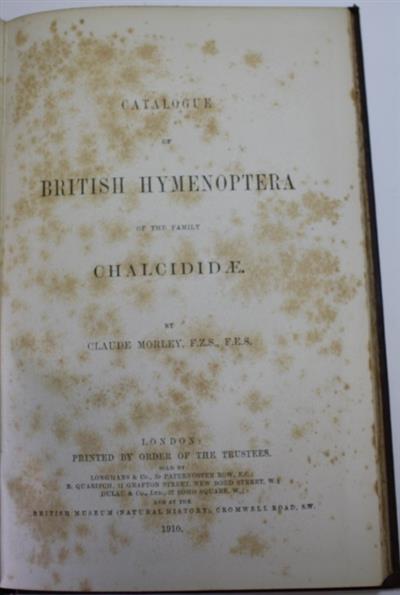 CATALOGUE
OF
BRITISH HYMENOPTERA
OF THE FAMILY
CHALCIDIDÆ.
BY
CLAUDE MORLEY, F.Z.S., F.E.S.
LONDON:
PRINTED BY ORDER OF THE TRUSTEES.
SOLD BY
LONGMANS & Co., 39 PATERNOSTER ROW, E.C.;
B. QUARITCH, 11 GRAFTON STREET, NEW BOND STREET, W.;
DULAU & Co., LTD., 37 SOHO SQUARE, W.;
AND AT THE
BRITISH MUSEUM (NATURAL HISTORY), CROMWELL ROAD, S.W.
1910.